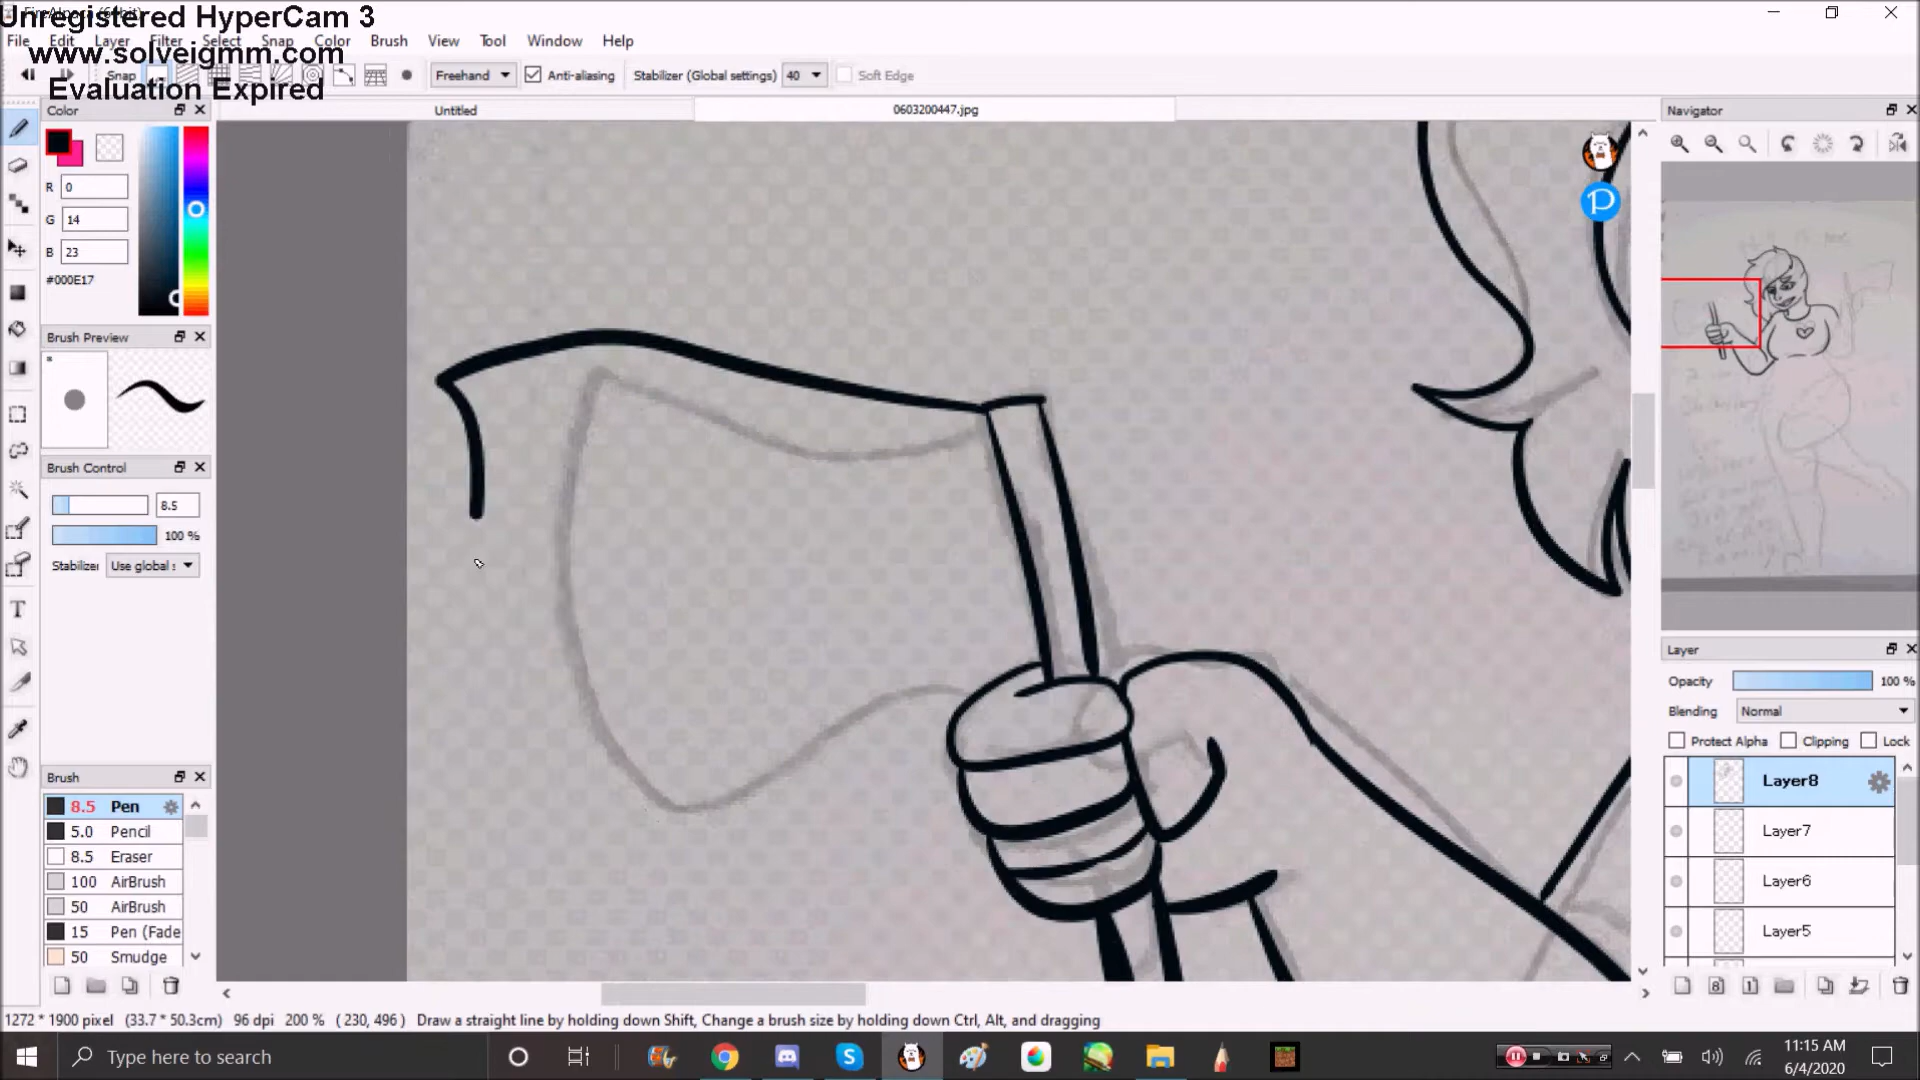 Unregistered HyperCam 3
www.solveigmm.com
Evaluation Expired
File Edit Layer Filter Select Snap Color Brush View Snap Tool Window Help
Snap Freehand Anti-aliasing Stabilizer (Global settings) 40 Soft Edge
Untitled 0603200447.jpg
Color
R 0
G 14
B 23
#000E17
Brush Preview
Brush Control
8.5
100 %
Stabilizer Use global s
Brush
8.5 Pen
5.0 Pencil
8.5 Eraser
100 AirBrush
50 AirBrush
15 Pen (Fade
50 Smudge
Navigator
Layer
Opacity 100 %
Blending Normal
Protect Alpha Clipping Lock
Layer8
Layer7
Layer6
Layer5
1272 * 1900 pixel (33.7 * 50.3cm) 96 dpi 200 % ( 230, 496 ) Draw a straight line by holding down Shift, Change a brush size by holding down Ctrl, Alt, and dragging
Type here to search
11:15 AM
6/4/2020